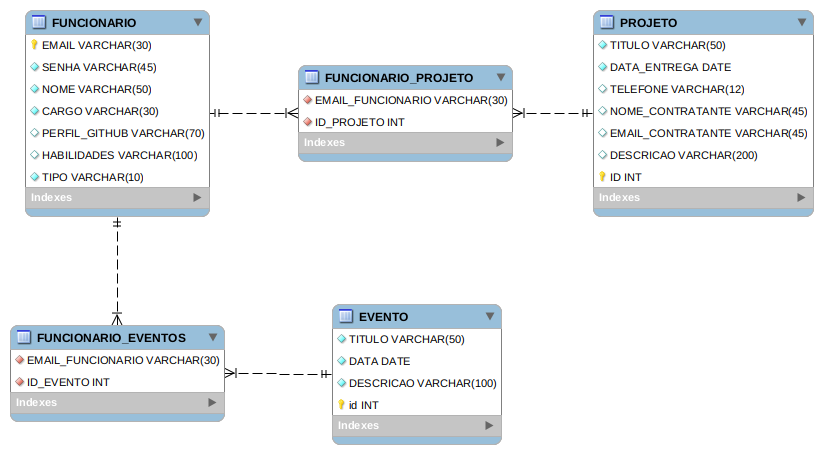 FUNCIONARIO
EMAIL VARCHAR(30)
SENHA VARCHAR(45)
NOME VARCHAR(50)
CARGO VARCHAR(30)
PERFIL_GITHUB VARCHAR(70)
HABILIDADES VARCHAR(100)
TIPO VARCHAR(10)
Indexes
FUNCIONARIO_PROJETO
EMAIL_FUNCIONARIO VARCHAR(30)
ID_PROJETO INT
Indexes
PROJETO
TITULO VARCHAR(50)
DATA_ENTREGA DATE
TELEFONE VARCHAR(12)
NOME_CONTRATANTE VARCHAR(45)
EMAIL_CONTRATANTE VARCHAR(45)
DESCRICAO VARCHAR(200)
ID INT
Indexes
FUNCIONARIO_EVENTOS
EMAIL_FUNCIONARIO VARCHAR(30)
ID_EVENTO INT
Indexes
EVENTO
TITULO VARCHAR(50)
DATA DATE
DESCRICAO VARCHAR(100)
id INT
Indexes